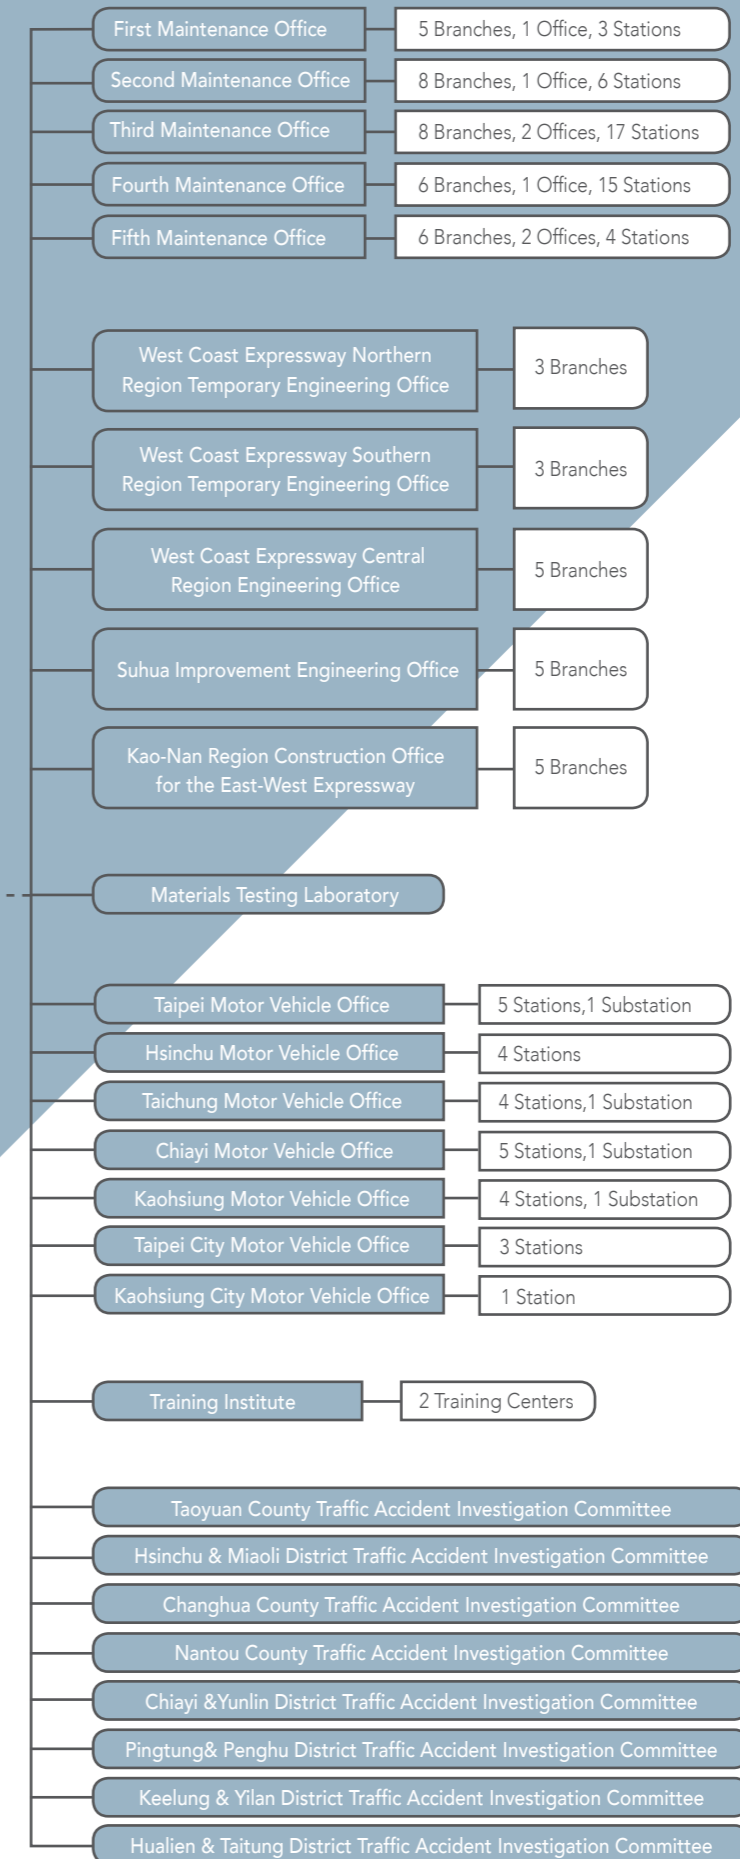 First Maintenance Office
5 Branches, 1 Office, 3 Stations
Second Maintenance Office
8 Branches, 1 Office, 6 Stations
Third Maintenance Office
8 Branches, 2 Offices, 17 Stations
Fourth Maintenance Office
6 Branches, 1 Office, 15 Stations
Fifth Maintenance Office
6 Branches, 2 Offices, 4 Stations
West Coast Expressway Northern
Region Temporary Engineering Office
3 Branches
West Coast Expressway Southern
Region Temporary Engineering Office
3 Branches
West Coast Expressway Central
Region Engineering Office
5 Branches
Suhua Improvement Engineering Office
5 Branches
Kao-Nan Region Construction Office
for the East-West Expressway
5 Branches
Materials Testing Laboratory
Taipei Motor Vehicle Office
5 Stations,1 Substation
Hsinchu Motor Vehicle Office
4 Stations
Taichung Motor Vehicle Office
4 Stations,1 Substation
Chiayi Motor Vehicle Office
5 Stations,1 Substation
Kaohsiung Motor Vehicle Office
4 Stations, 1 Substation
Taipei City Motor Vehicle Office
3 Stations
Kaohsiung City Motor Vehicle Office
1 Station
Training Institute
2 Training Centers
Taoyuan County Traffic Accident Investigation Committee
Hsinchu & Miaoli District Traffic Accident Investigation Committee
Changhua County Traffic Accident Investigation Committee
Nantou County Traffic Accident Investigation Committee
Chiayi &Yunlin District Traffic Accident Investigation Committee
Pingtung& Penghu District Traffic Accident Investigation Committee
Keelung & Yilan District Traffic Accident Investigation Committee
Hualien & Taitung District Traffic Accident Investigation Committee